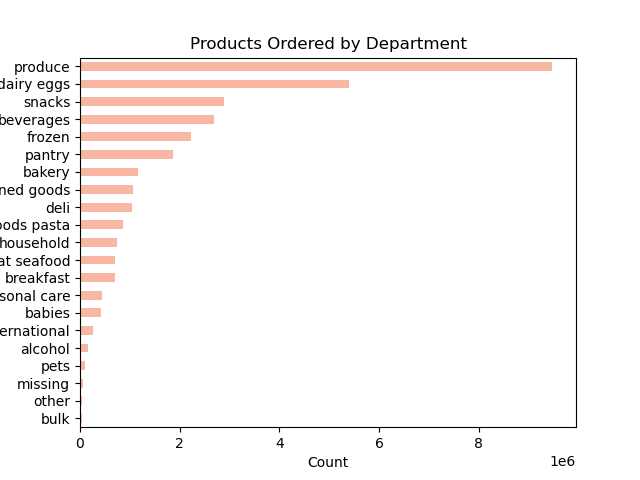 Products Ordered by Department
produce
dairy eggs
snacks
beverages
frozen
pantry
bakery
ned goods
deli
oods pasta
household
at seafood
breakfast
sonal care
babies
ernational
alcohol
pets
missing
other
bulk
0 2 4 6 8
1e6
Count